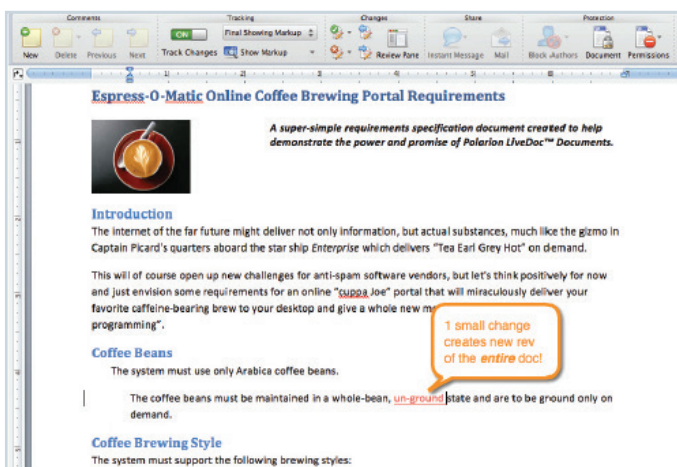 Comments Tracking Changes Share Protection
ON Final Showing Markup
New Delete Previous Next Track Changes Show Markup Review Pane Instant Message Mail Block Authors Document Permissions
Espress-O-Matic Online Coffee Brewing Portal Requirements
A super-simple requirements specification document created to help
demonstrate the power and promise of Polarion LiveDoc™ Documents.
Introduction
The internet of the far future might deliver not only information, but actual substances, much like the gizmo in
Captain Picard's quarters aboard the star ship Enterprise which delivers "Tea Earl Grey Hot" on demand.
This will of course open up new challenges for anti-spam software vendors, but let's think positively for now
and just envision some requirements for an online "cuppa Joe" portal that will miraculously deliver your
favorite caffeine-bearing brew to your desktop and give a whole new
programming".
1 small change
creates new rev
of the entire doc!
Coffee Beans
The system must use only Arabica coffee beans.
The coffee beans must be maintained in a whole-bean, un-ground state and are to be ground only on
demand.
Coffee Brewing Style
The system must support the following brewing styles: